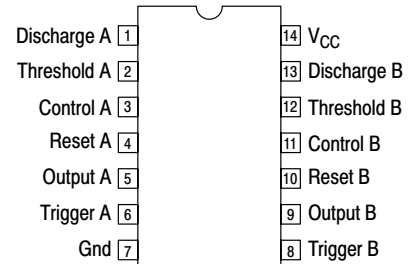 Discharge A 1 14 VCC
Threshold A 2 13 Discharge B
Control A 3 12 Threshold B
Reset A 4 11 Control B
Output A 5 10 Reset B
Trigger A 6 9 Output B
Gnd 7 8 Trigger B